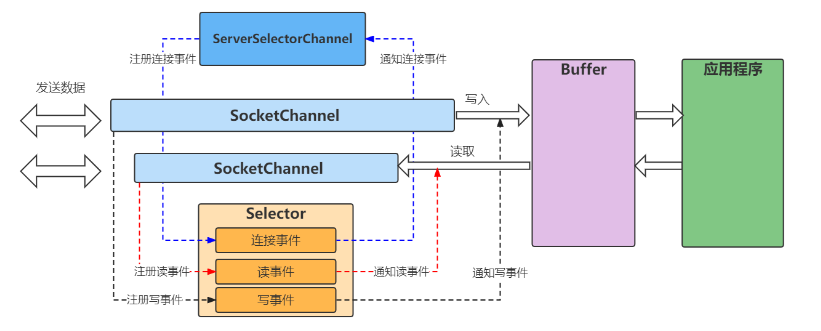 ServerSelectorChannel
注册连接事件
通知连接事件
发送数据
SocketChannel
写入
Buffer
应用程序
SocketChannel
读取
Selector
连接事件
注册读事件
读事件
通知读事件
通知写事件
注册写事件
写事件